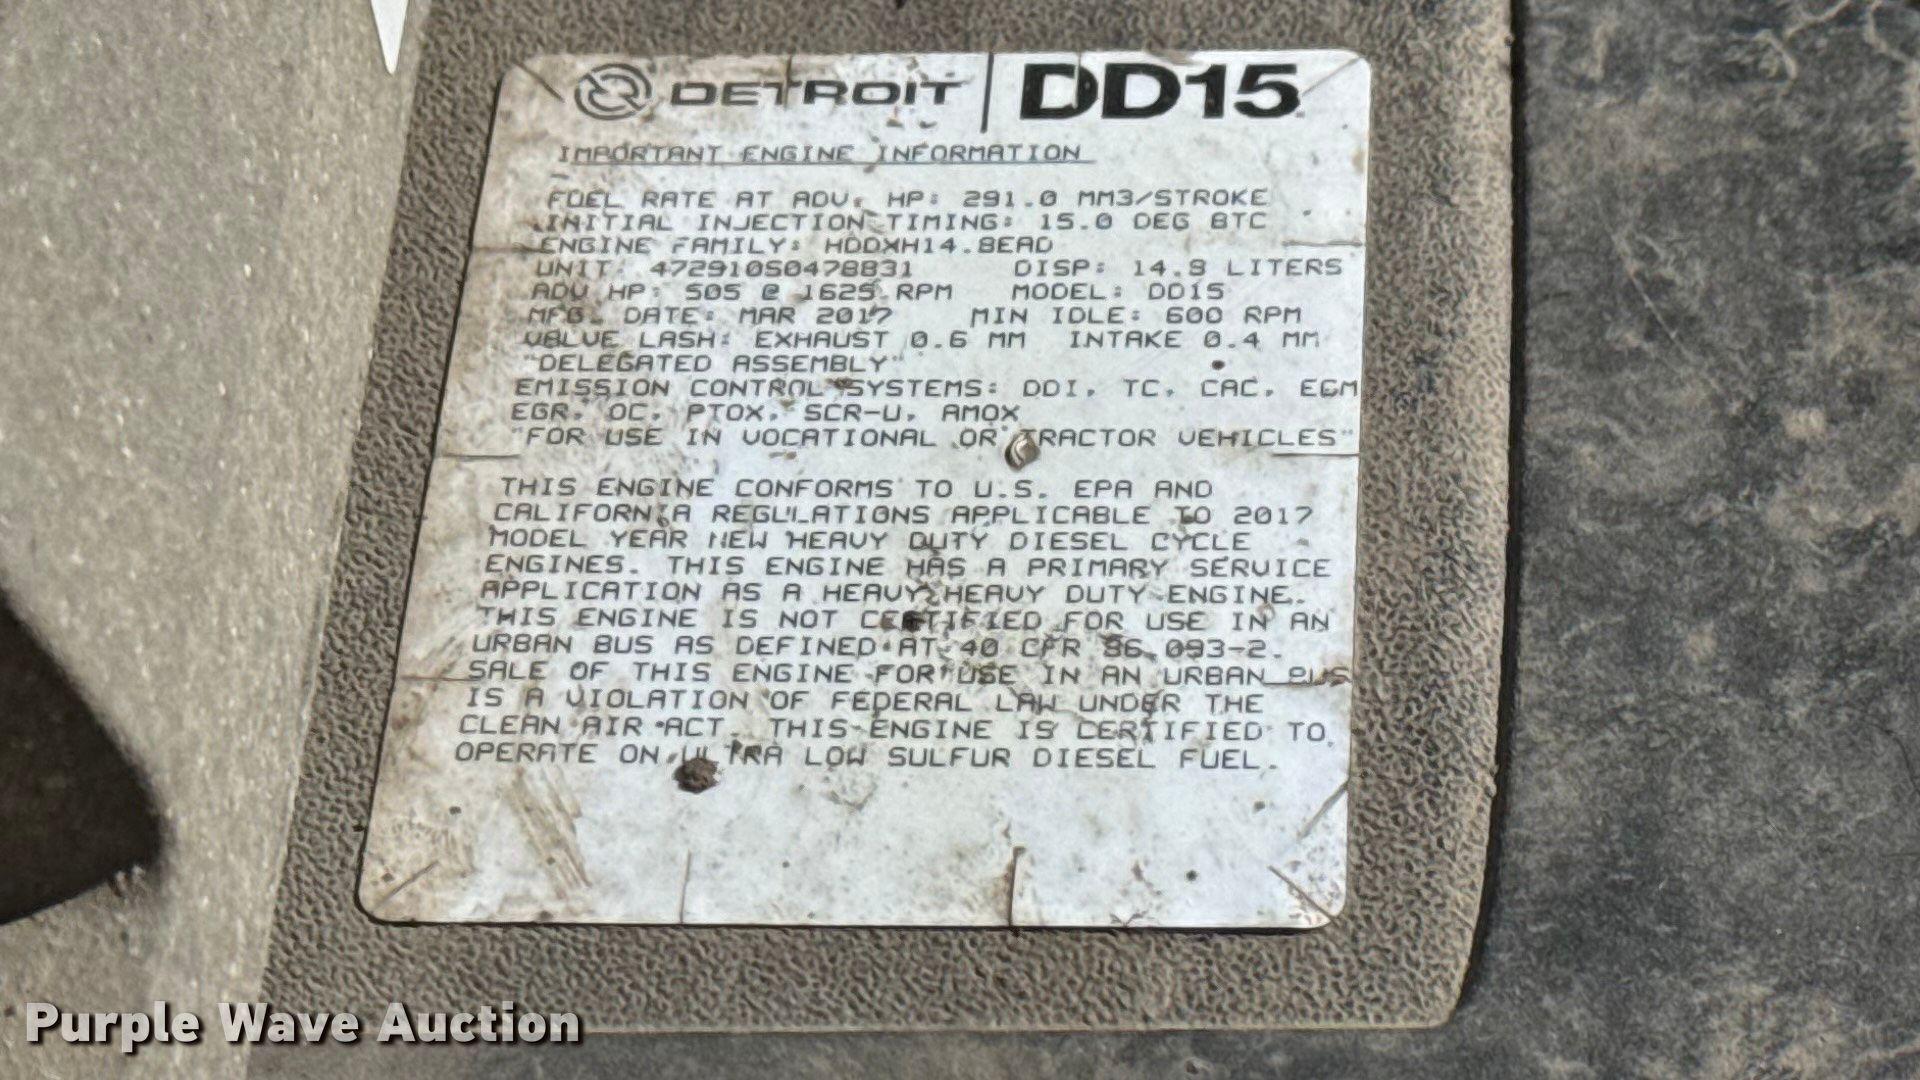 DETROIT DD15
IMPORTANT ENGINE INFORMATION
FUEL RATE AT ADV. HP: 291.0 MM3/STROKE
INITIAL INJECTION TIMING: 15.0 DEG BTC
ENGINE FAMILY: HDDXH14.8EAD
UNIT: 472910S0478831 DISP: 14.8 LITERS
ADV HP: 505 @ 1625 RPM MODEL: DD15
MFG. DATE: MAR 2017 MIN IDLE: 600 RPM
VALVE LASH: EXHAUST 0.6 MM INTAKE 0.4 MM
"DELEGATED ASSEMBLY"
EMISSION CONTROL SYSTEMS: DDI, TC, CAC, ECM
EGR, OC, PTOX, SCR-U, AMOX
"FOR USE IN VOCATIONAL OR TRACTOR VEHICLES"
THIS ENGINE CONFORMS TO U.S. EPA AND
CALIFORNIA REGULATIONS APPLICABLE TO 2017
MODEL YEAR NEW HEAVY DUTY DIESEL CYCLE
ENGINES. THIS ENGINE HAS A PRIMARY SERVICE
APPLICATION AS A HEAVY HEAVY DUTY ENGINE.
THIS ENGINE IS NOT CERTIFIED FOR USE IN AN
URBAN BUS AS DEFINED AT 40 CFR 86.093-2.
SALE OF THIS ENGINE FOR USE IN AN URBAN BUS
IS A VIOLATION OF FEDERAL LAW UNDER THE
CLEAN AIR ACT. THIS ENGINE IS CERTIFIED TO
OPERATE ON ULTRA LOW SULFUR DIESEL FUEL.
Purple Wave Auction